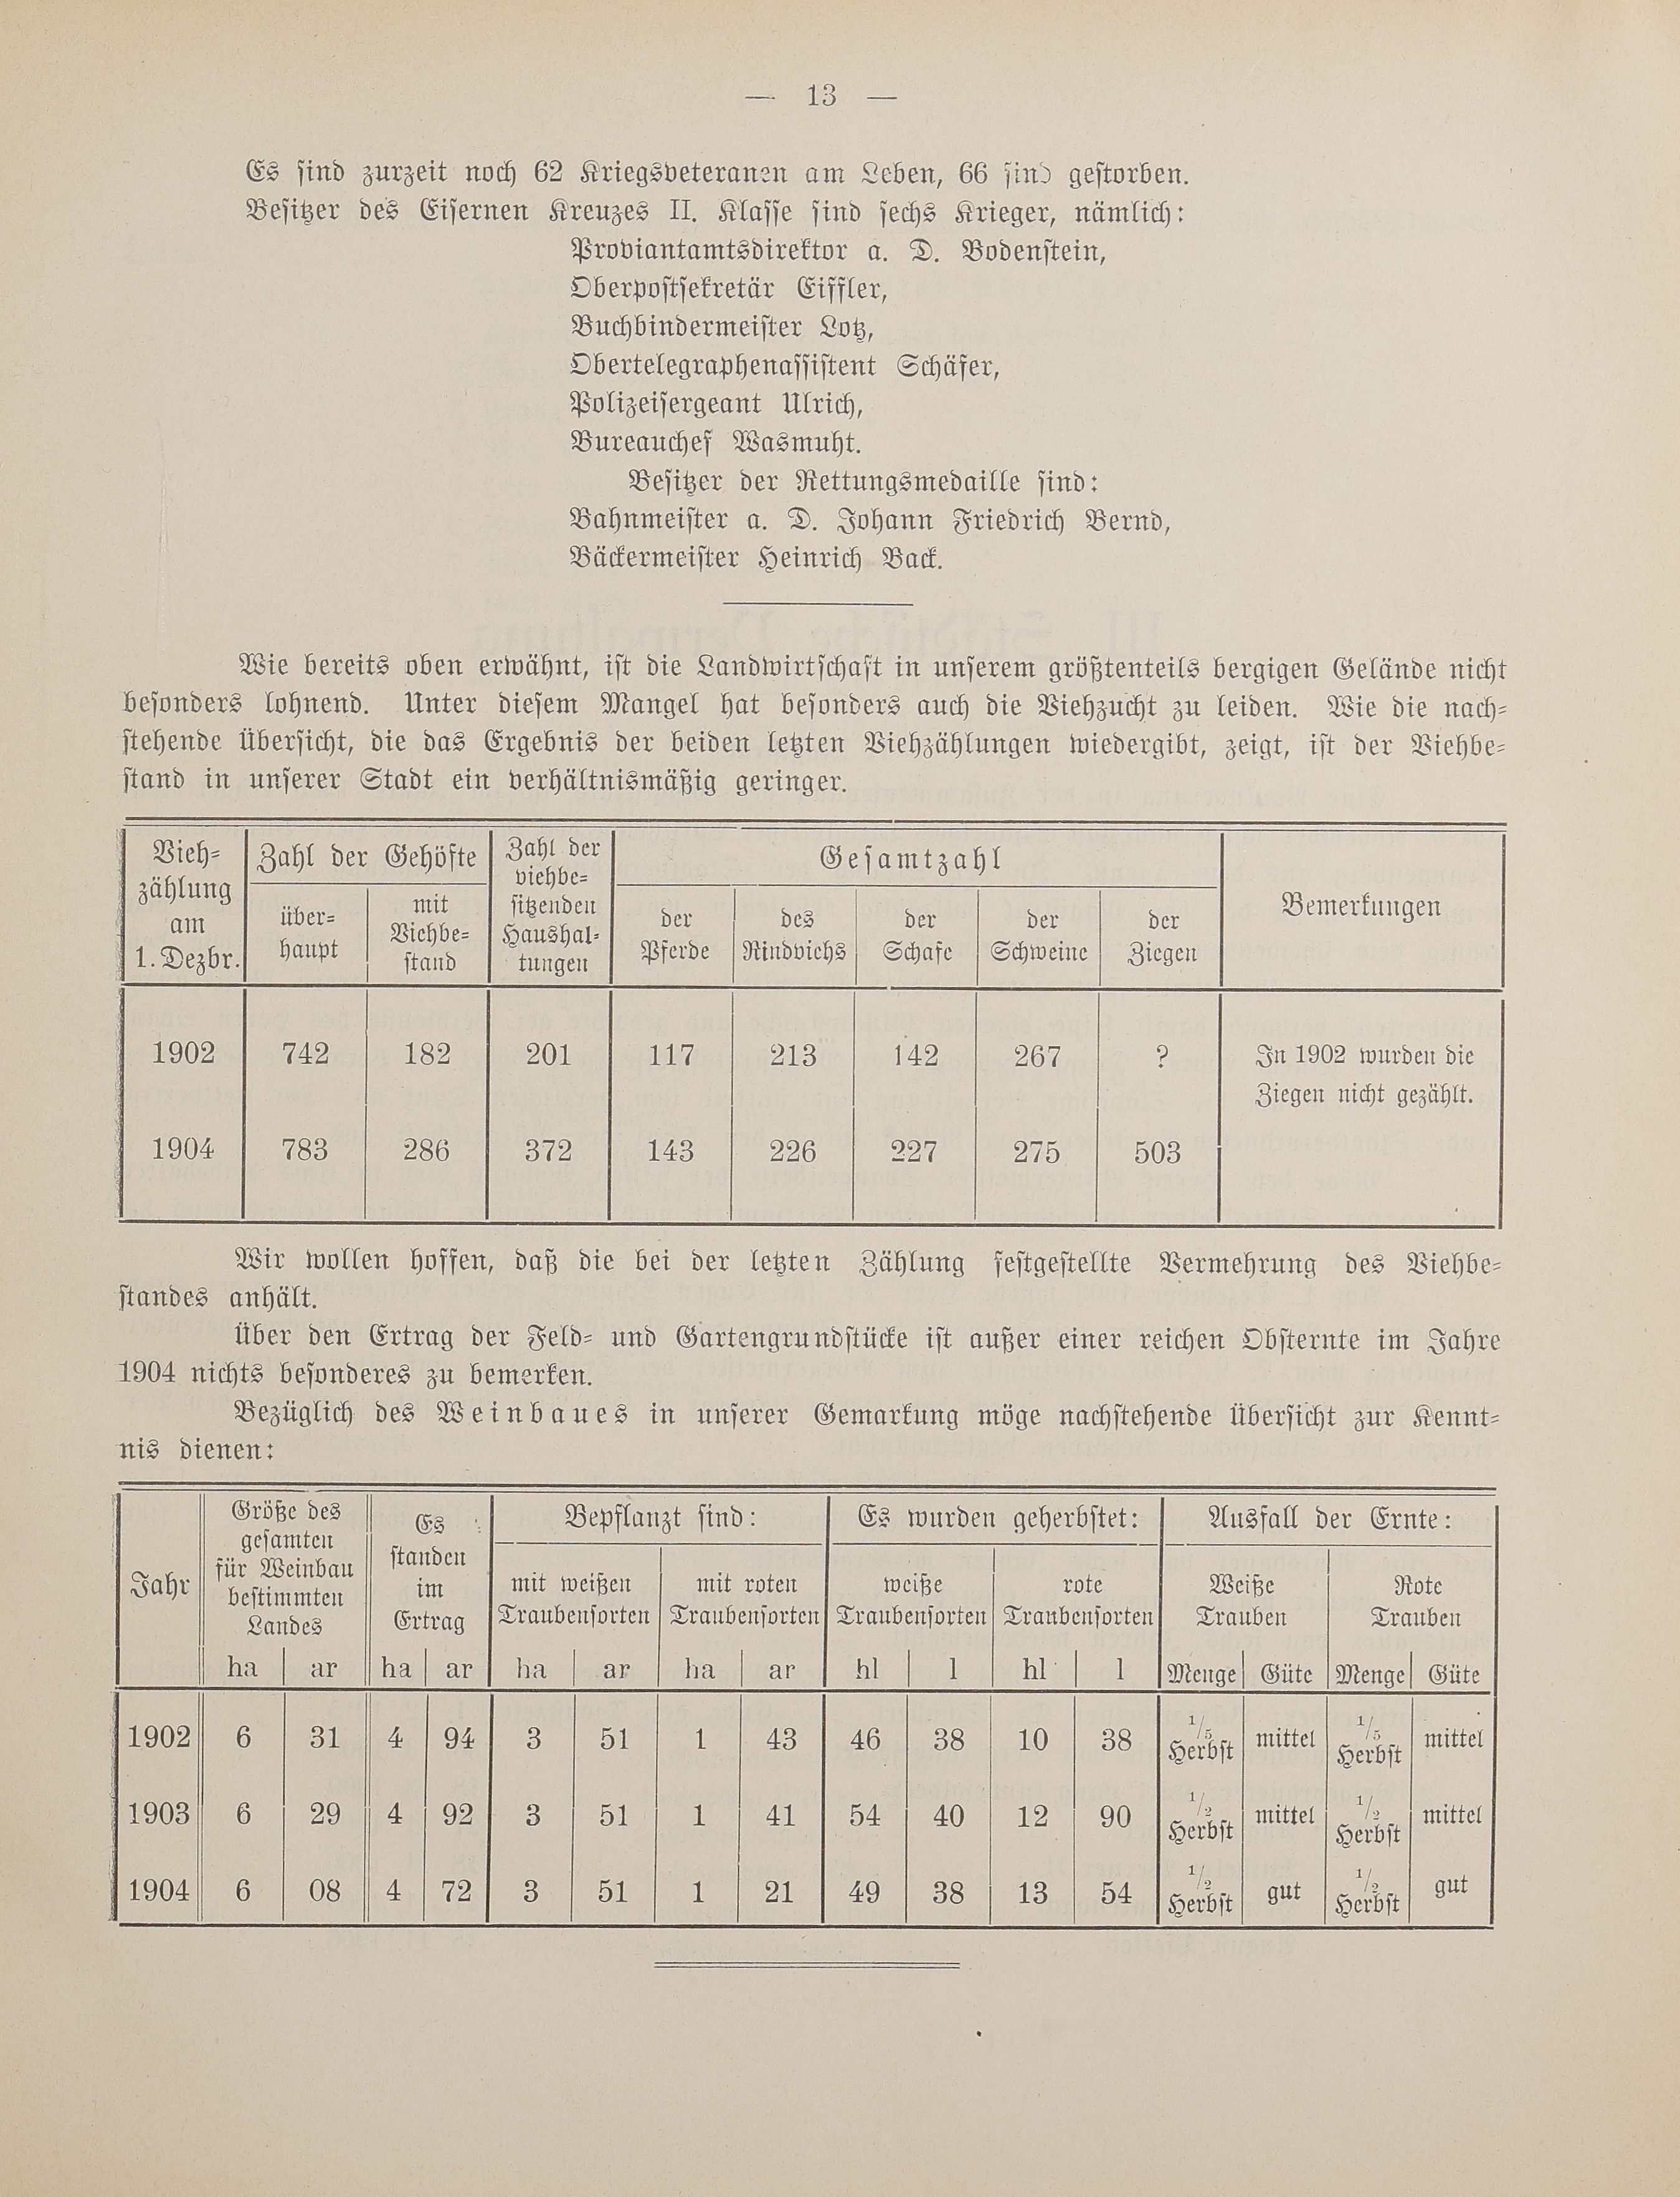 — 13 —
Es sind zurzeit noch 62 Kriegsveteranen am Leben, 66 sind gestorben.
Besitzer des Eisernen Kreuzes II. Klasse sind sechs Krieger, nämlich:
Proviantamtsdirektor a. D. Bodenstein,
Oberpostsekretär Eiffler,
Buchbindermeister Lotz,
Obertelegraphenassistent Schäfer,
Polizeisergeant Ulrich,
Bureauchef Wasmuht.
Besitzer der Rettungsmedaille sind:
Bahnmeister a. D. Johann Friedrich Bernd,
Bäckermeister Heinrich Back.
Wie bereits oben erwähnt, ist die Landwirtschaft in unserem größtenteils bergigen Gelände nicht
besonders lohnend. Unter diesem Mangel hat besonders auch die Viehzucht zu leiden. Wie die nach-
stehende Übersicht, die das Ergebnis der beiden letzten Viehzählungen wiedergibt, zeigt, ist der Viehbe-
stand in unserer Stadt ein verhältnismäßig geringer.
Vieh-
zählung
am
1. Dezbr.
Zahl der Gehöfte
über-
haupt
mit
Viehbe-
stand
Zahl der
viehbe-
sitzenden
Haushal-
tungen
Gesamtzahl
der
Pferde
des
Rindviehs
der
Schafe
der
Schweine
der
Ziegen
Bemerkungen
1902 742 182 201 117 213 142 267 ? In 1902 wurden die
Ziegen nicht gezählt.
1904 783 286 372 143 226 227 275 503
Wir wollen hoffen, daß die bei der letzten Zählung festgestellte Vermehrung des Viehbe-
standes anhält.
Über den Ertrag der Feld- und Gartengrundstücke ist außer einer reichen Obsternte im Jahre
1904 nichts besonderes zu bemerken.
Bezüglich des Weinbaues in unserer Gemarkung möge nachstehende Übersicht zur Kennt-
nis dienen:
Jahr
Größe des
gesamten
für Weinbau
bestimmten
Landes
ha ar
Es
standen
im
Ertrag
ha ar
Bepflanzt sind:
mit weißen
Traubensorten
ha ar
mit roten
Traubensorten
ha ar
Es wurden geherbstet:
weiße
Traubensorten
hl l
rote
Traubensorten
hl l
Ausfall der Ernte:
Weiße
Trauben
Menge Güte
Rote
Trauben
Menge Güte
1902 6 31 4 94 3 51 1 43 46 38 10 38 1/5 Herbst mittel 1/5 Herbst mittel
1903 6 29 4 92 3 51 1 41 54 40 12 90 1/2 Herbst mittel 1/2 Herbst mittel
1904 6 08 4 72 3 51 1 21 49 38 13 54 1/2 Herbst gut 1/2 Herbst gut